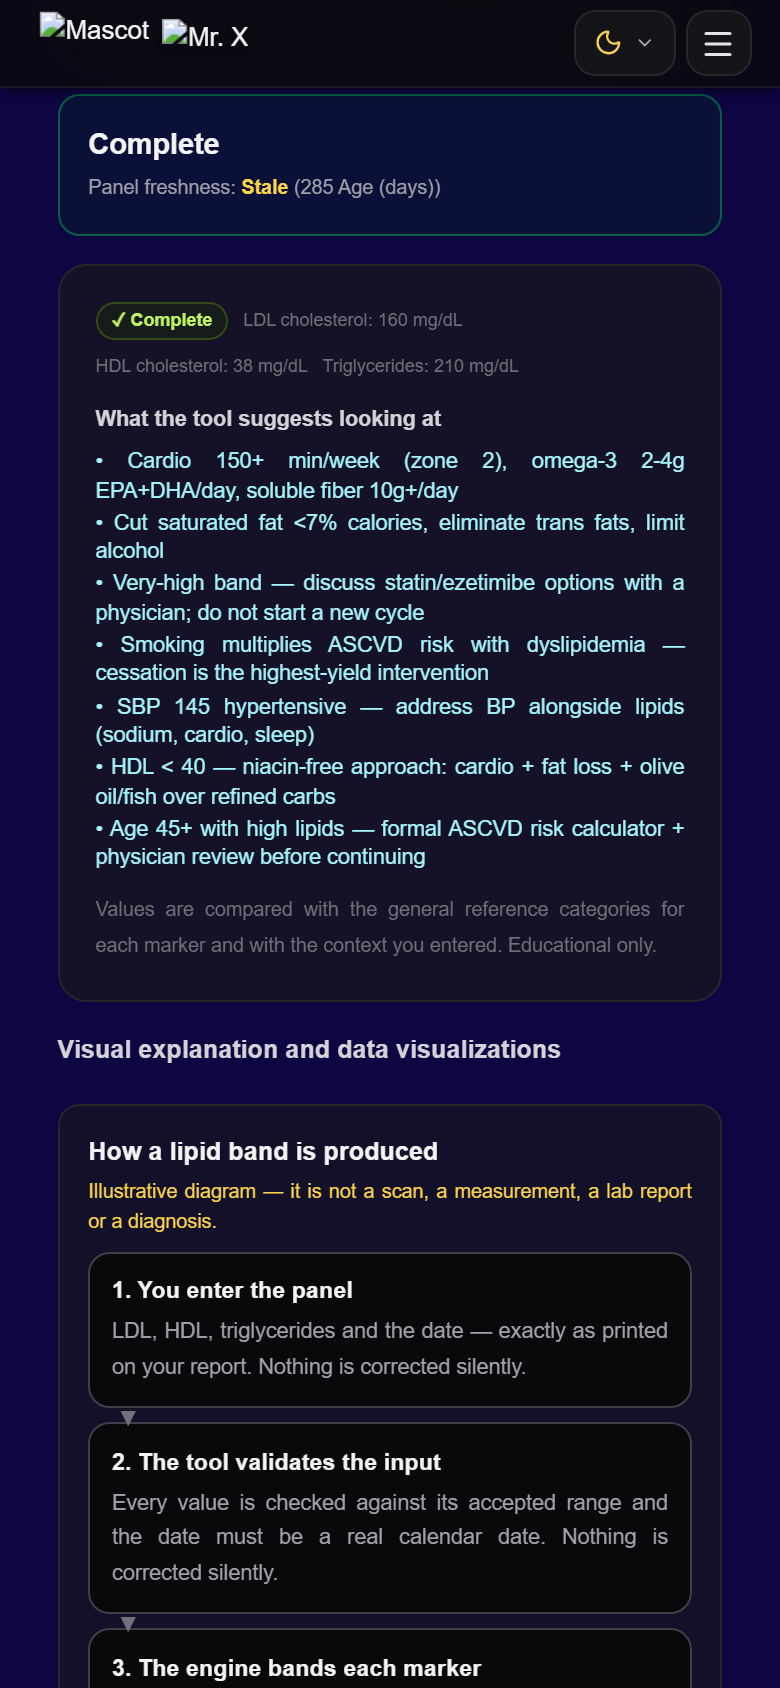 Mascot Mr. X
Complete
Panel freshness: Stale (285 Age (days))
✓ Complete LDL cholesterol: 160 mg/dL
HDL cholesterol: 38 mg/dL Triglycerides: 210 mg/dL
What the tool suggests looking at
• Cardio 150+ min/week (zone 2), omega-3 2-4g
EPA+DHA/day, soluble fiber 10g+/day
• Cut saturated fat <7% calories, eliminate trans fats, limit
alcohol
• Very-high band — discuss statin/ezetimibe options with a
physician; do not start a new cycle
• Smoking multiplies ASCVD risk with dyslipidemia —
cessation is the highest-yield intervention
• SBP 145 hypertensive — address BP alongside lipids
(sodium, cardio, sleep)
• HDL < 40 — niacin-free approach: cardio + fat loss + olive
oil/fish over refined carbs
• Age 45+ with high lipids — formal ASCVD risk calculator +
physician review before continuing
Values are compared with the general reference categories for
each marker and with the context you entered. Educational only.
Visual explanation and data visualizations
How a lipid band is produced
Illustrative diagram — it is not a scan, a measurement, a lab report
or a diagnosis.
1. You enter the panel
LDL, HDL, triglycerides and the date — exactly as printed
on your report. Nothing is corrected silently.
2. The tool validates the input
Every value is checked against its accepted range and
the date must be a real calendar date. Nothing is
corrected silently.
3. The engine bands each marker